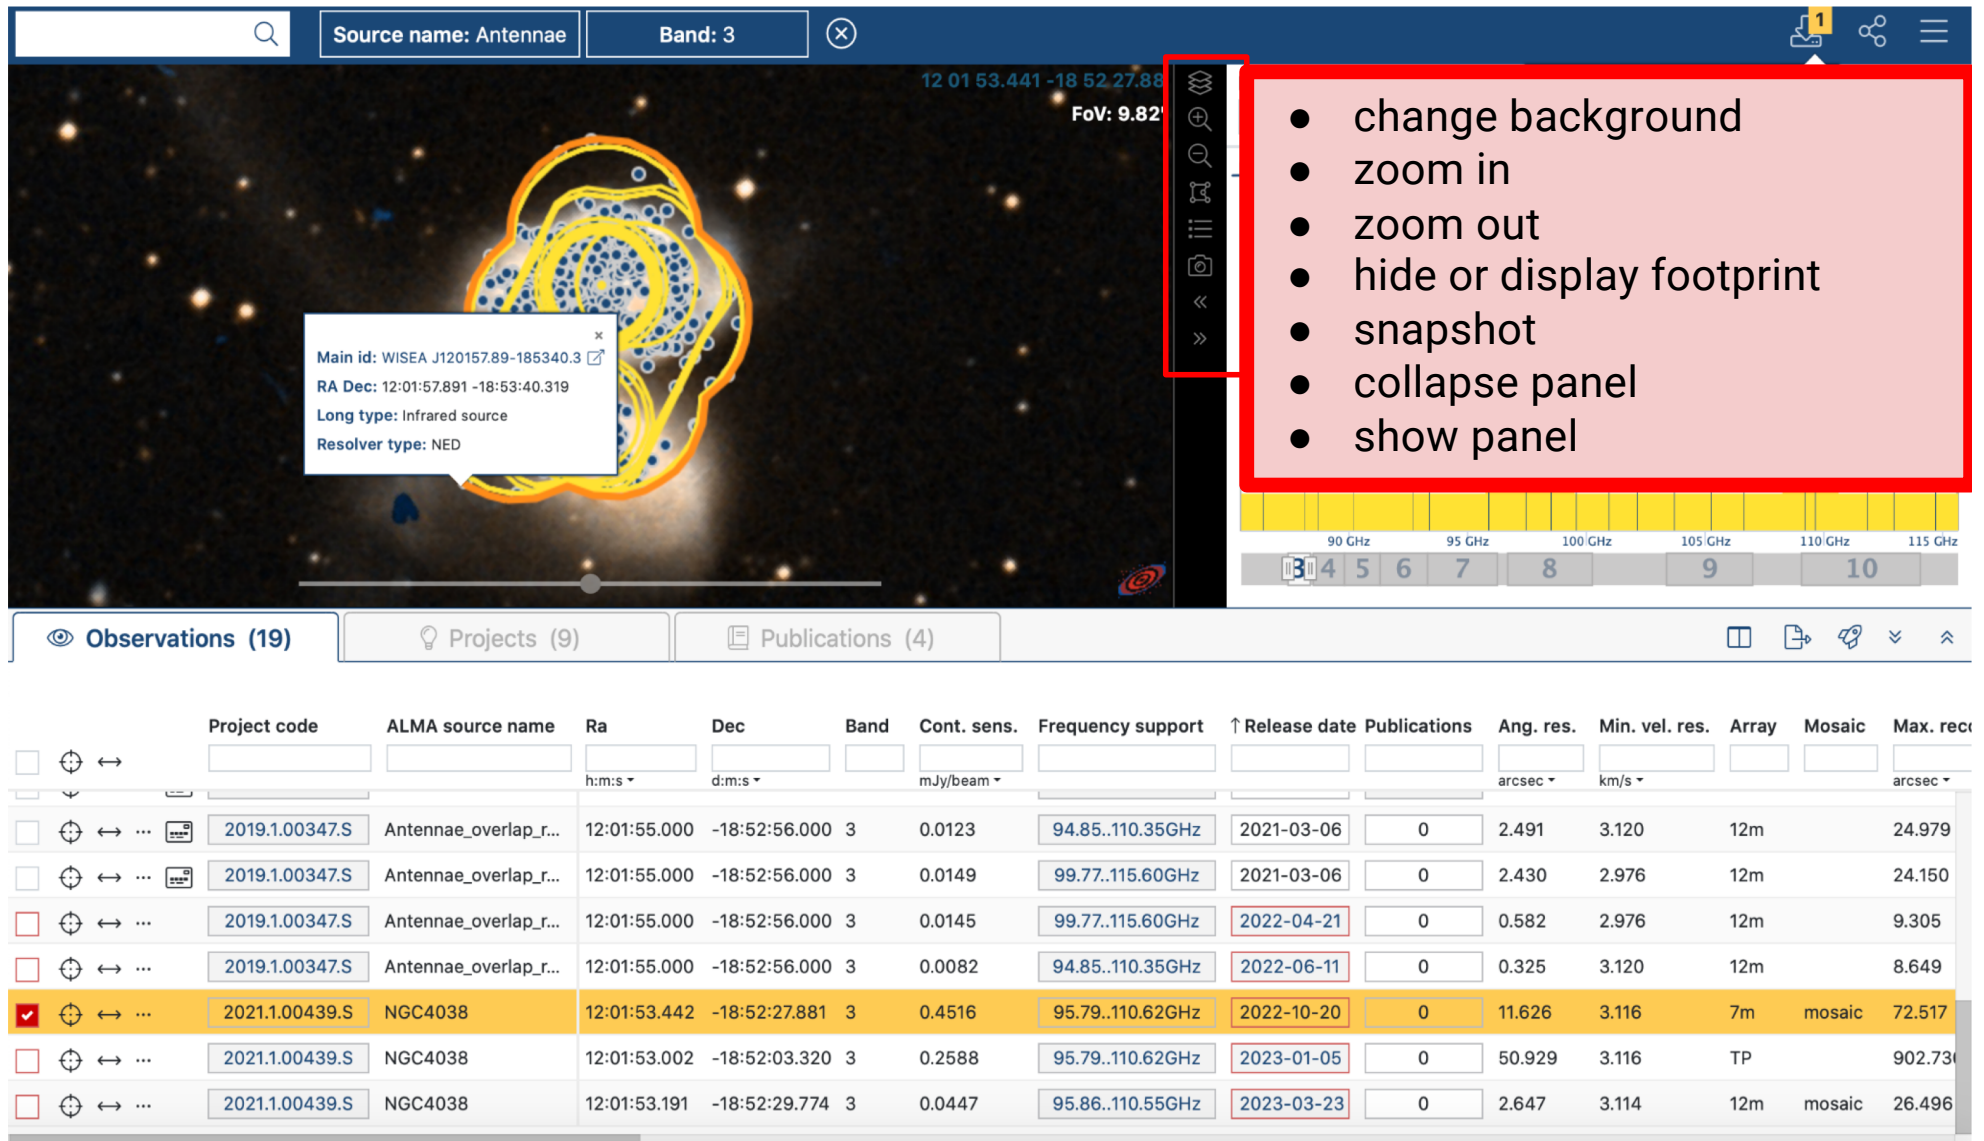 Source name: Antennae Band: 3 1
12 01 53.441 -18 52 27.88
FoV: 9.82'
● change background
● zoom in
● zoom out
● hide or display footprint
● snapshot
● collapse panel
● show panel
×
Main id: WISEA J120157.89-185340.3
RA Dec: 12:01:57.891 -18:53:40.319
Long type: Infrared source
Resolver type: NED
90 GHz 95 GHz 100 GHz 105 GHz 110 GHz 115 GHz
3 4 5 6 7 8 9 10
Observations (19) Projects (9) Publications (4)
Project code ALMA source name Ra Dec Band Cont. sens. Frequency support ↑ Release date Publications Ang. res. Min. vel. res. Array Mosaic Max. reco
h:m:s d:m:s mJy/beam arcsec km/s arcsec
2019.1.00347.S Antennae_overlap_r... 12:01:55.000 -18:52:56.000 3 0.0123 94.85..110.35GHz 2021-03-06 0 2.491 3.120 12m 24.979
2019.1.00347.S Antennae_overlap_r... 12:01:55.000 -18:52:56.000 3 0.0149 99.77..115.60GHz 2021-03-06 0 2.430 2.976 12m 24.150
2019.1.00347.S Antennae_overlap_r... 12:01:55.000 -18:52:56.000 3 0.0145 99.77..115.60GHz 2022-04-21 0 0.582 2.976 12m 9.305
2019.1.00347.S Antennae_overlap_r... 12:01:55.000 -18:52:56.000 3 0.0082 94.85..110.35GHz 2022-06-11 0 0.325 3.120 12m 8.649
2021.1.00439.S NGC4038 12:01:53.442 -18:52:27.881 3 0.4516 95.79..110.62GHz 2022-10-20 0 11.626 3.116 7m mosaic 72.517
2021.1.00439.S NGC4038 12:01:53.002 -18:52:03.320 3 0.2588 95.79..110.62GHz 2023-01-05 0 50.929 3.116 TP 902.730
2021.1.00439.S NGC4038 12:01:53.191 -18:52:29.774 3 0.0447 95.86..110.55GHz 2023-03-23 0 2.647 3.114 12m mosaic 26.496